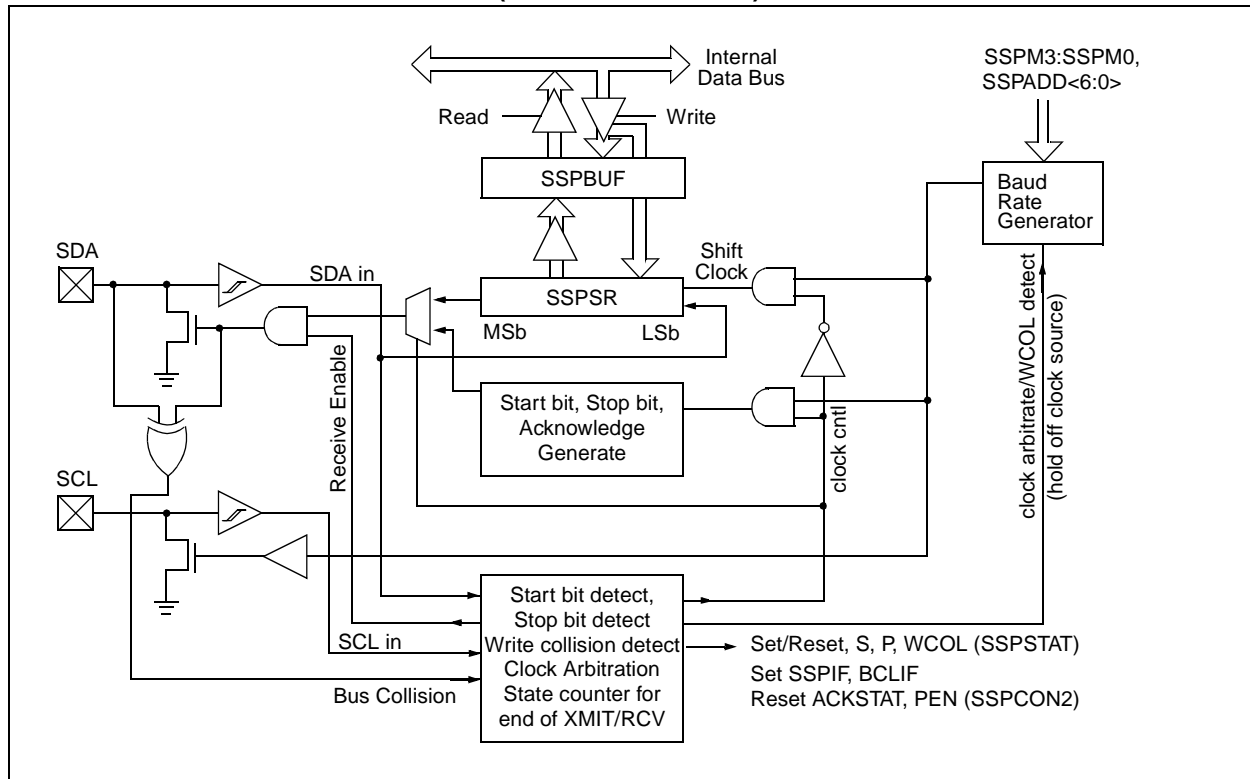 Internal
Data Bus
SSPM3:SSPM0,
SSPADD<6:0>
Read
Write
SSPBUF
Baud
Rate
Generator
SDA
SDA in
Shift
Clock
SSPSR
MSb
LSb
Receive Enable
Start bit, Stop bit,
Acknowledge
Generate
clock cntl
clock arbitrate/WCOL detect
(hold off clock source)
SCL
SCL in
Bus Collision
Start bit detect,
Stop bit detect
Write collision detect
Clock Arbitration
State counter for
end of XMIT/RCV
Set/Reset, S, P, WCOL (SSPSTAT)
Set SSPIF, BCLIF
Reset ACKSTAT, PEN (SSPCON2)